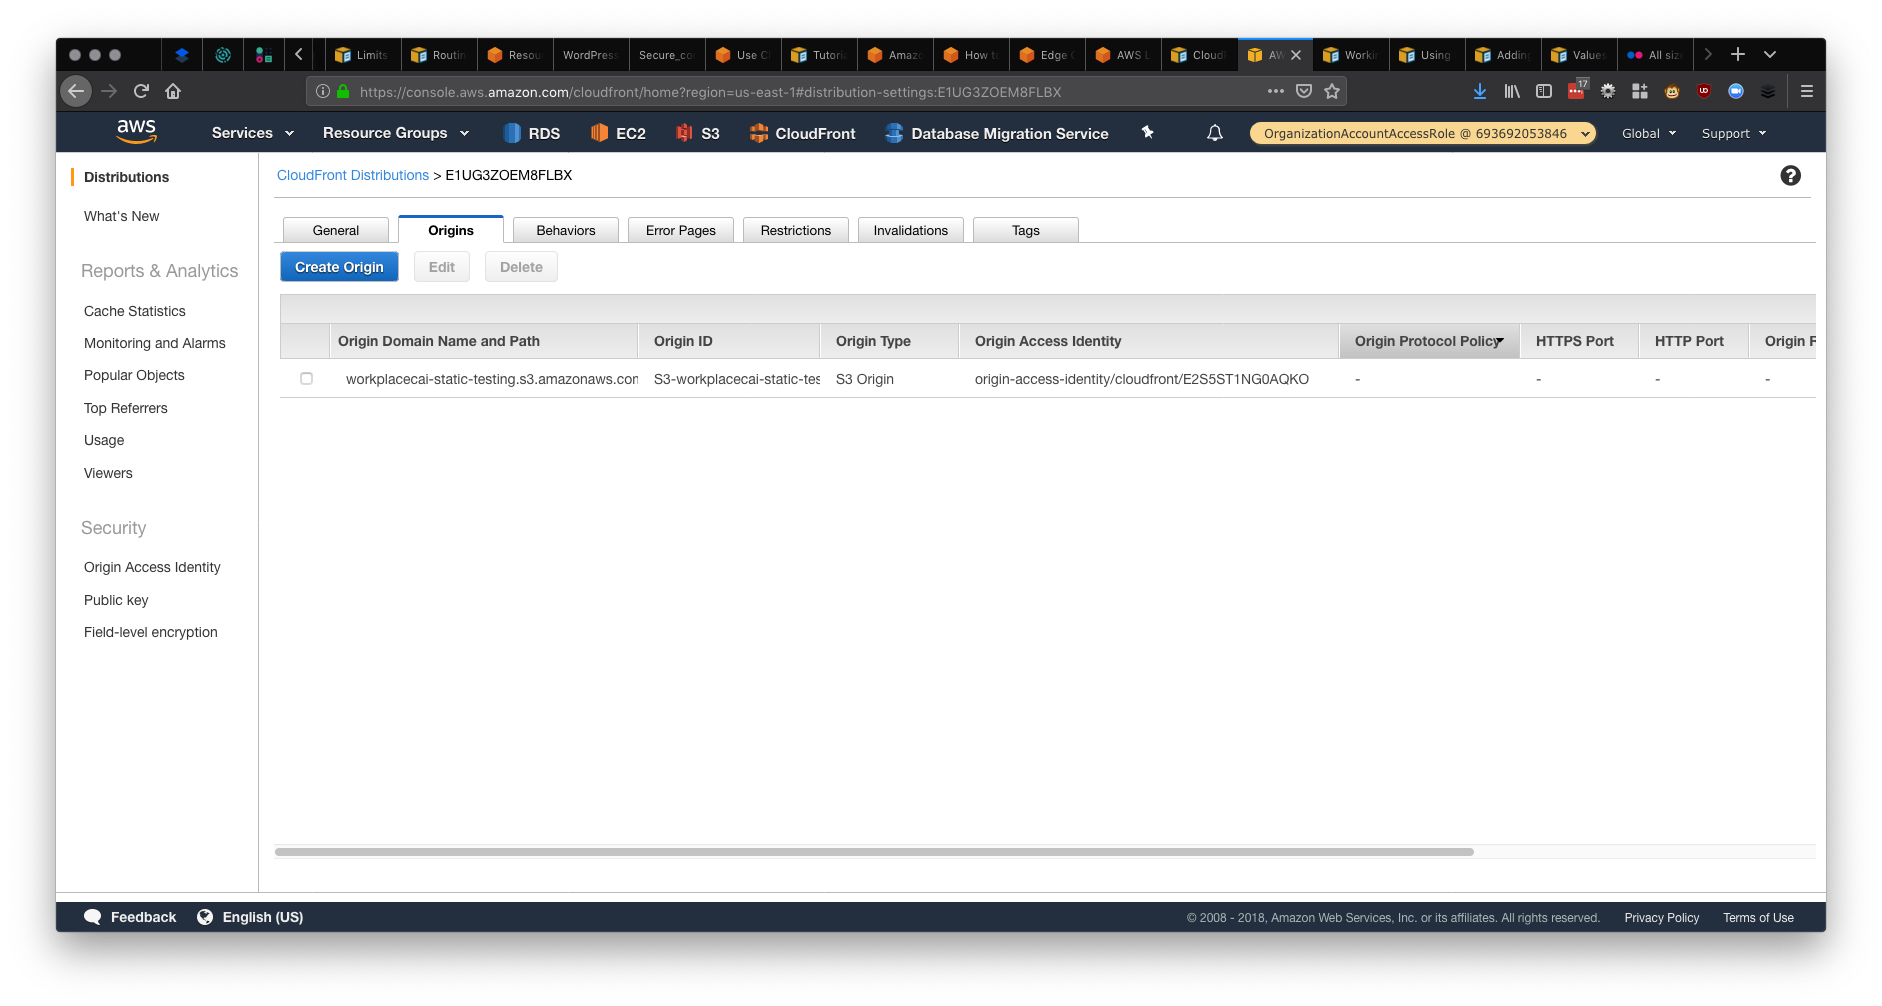 Limits
Routin
Resou
WordPress
Secure_co
Use C
Tutori
Amazo
How to
Edge
AWS L
CloudF
AW
Workin
Using
Adding
Values
All siz
https://console.aws.amazon.com/cloudfront/home?region=us-east-1#distribution-settings:E1UG3ZOEM8FLBX
17
aws
Services
Resource Groups
RDS
EC2
S3
CloudFront
Database Migration Service
OrganizationAccountAccessRole @ 693692053846
Global
Support
Distributions
What's New
Reports & Analytics
Cache Statistics
Monitoring and Alarms
Popular Objects
Top Referrers
Usage
Viewers
Security
Origin Access Identity
Public key
Field-level encryption
CloudFront Distributions > E1UG3ZOEM8FLBX
General
Origins
Behaviors
Error Pages
Restrictions
Invalidations
Tags
Create Origin
Edit
Delete
Origin Domain Name and Path
Origin ID
Origin Type
Origin Access Identity
Origin Protocol Policy
HTTPS Port
HTTP Port
Origin F
workplacecai-static-testing.s3.amazonaws.com
S3-workplacecai-static-tes
S3 Origin
origin-access-identity/cloudfront/E2S5ST1NG0AQKO
-
-
-
-
Feedback
English (US)
© 2008 - 2018, Amazon Web Services, Inc. or its affiliates. All rights reserved.
Privacy Policy
Terms of Use